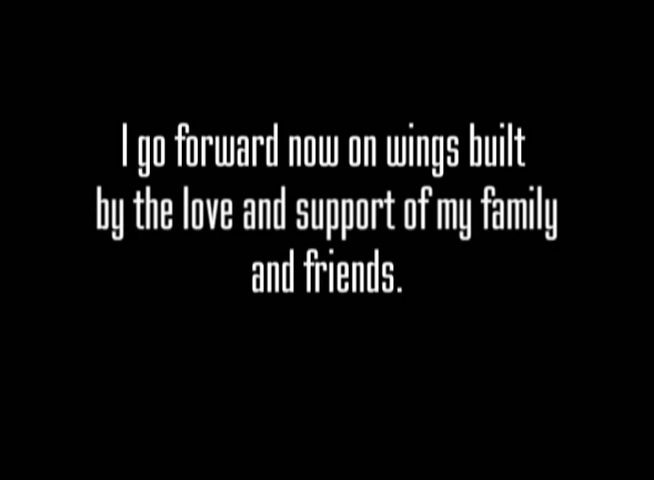 I go forward now on wings built
by the love and support of my family
and friends.